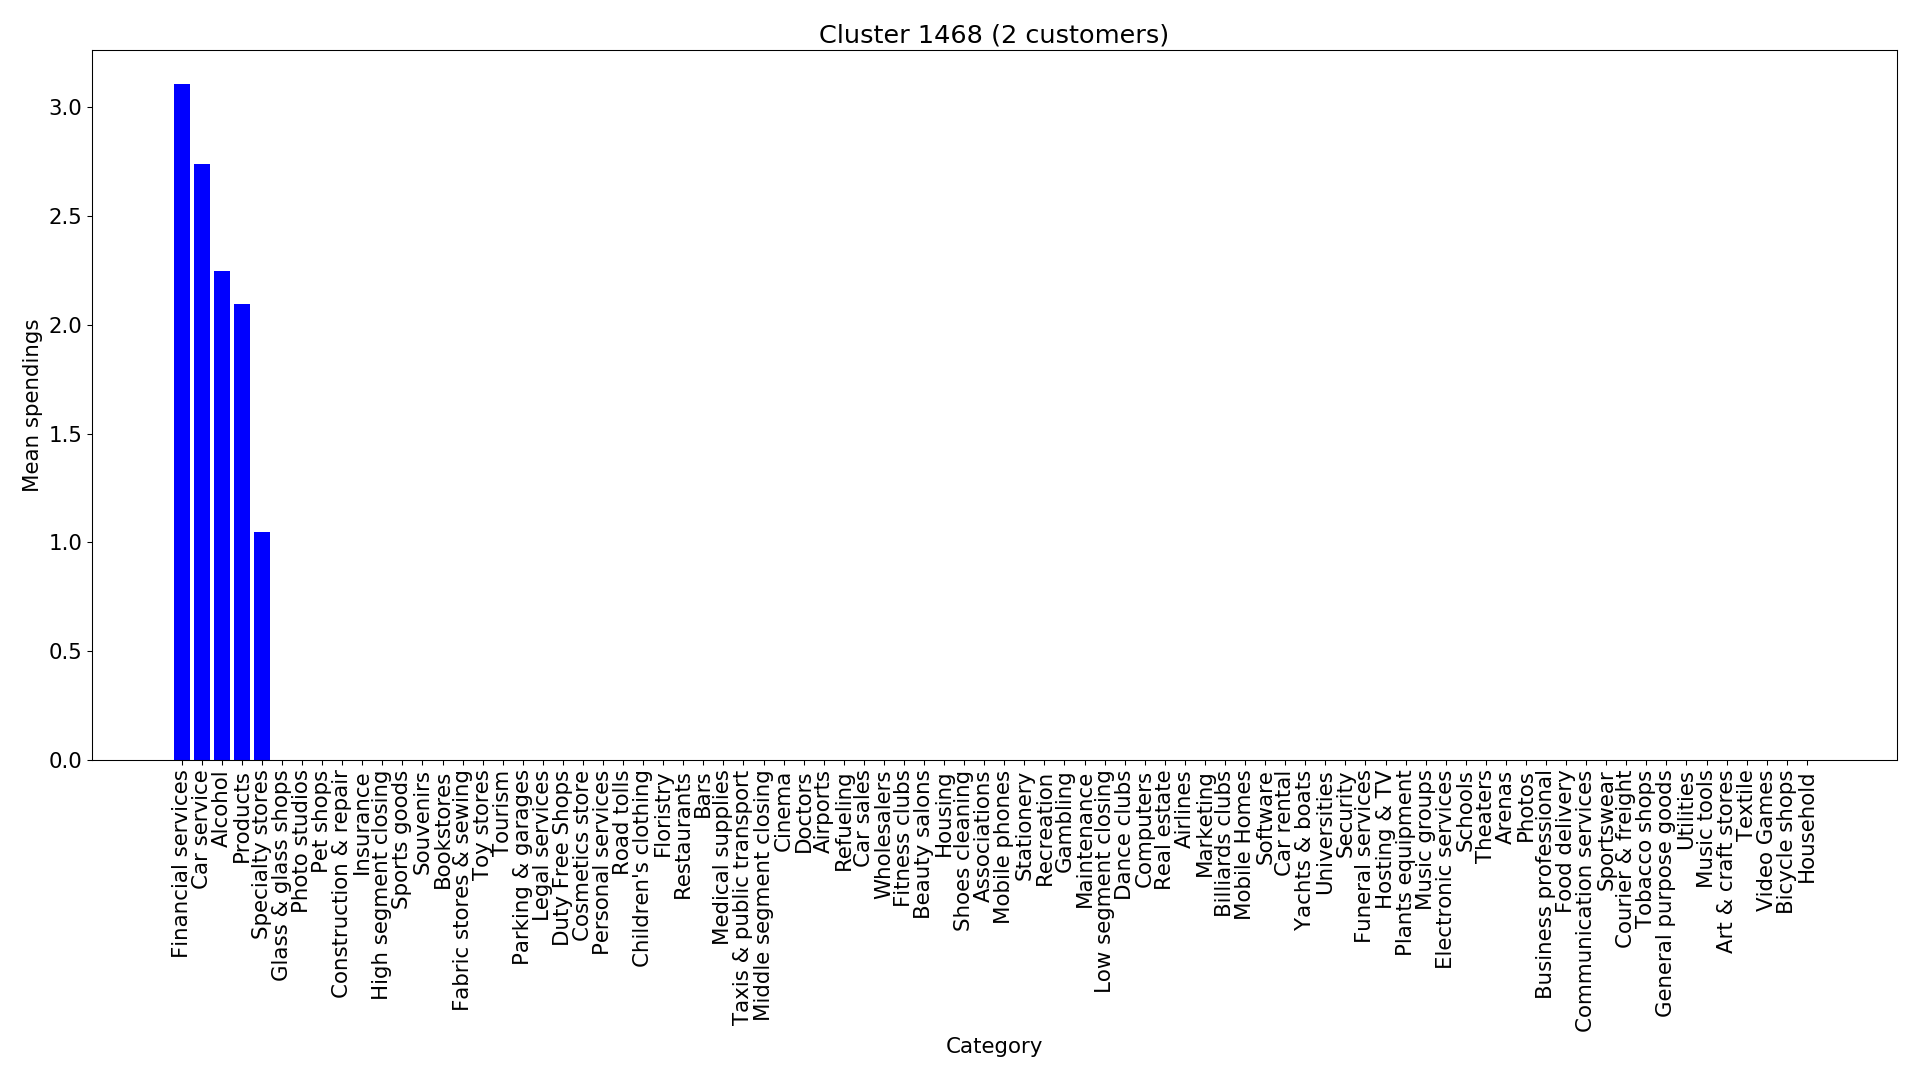 Cluster 1468 (2 customers)
Mean spendings
3.0
2.5
2.0
1.5
1.0
0.5
0.0
Financial services
Car service
Alcohol
Products
Specialty stores
Glass & glass shops
Photo studios
Pet shops
Construction & repair
Insurance
High segment closing
Sports goods
Souvenirs
Bookstores
Fabric stores & sewing
Toy stores
Tourism
Parking & garages
Legal services
Duty Free Shops
Cosmetics store
Personal services
Road tolls
Children's clothing
Floristry
Restaurants
Bars
Medical supplies
Taxis & public transport
Middle segment closing
Cinema
Doctors
Airports
Refueling
Car sales
Wholesalers
Fitness clubs
Beauty salons
Housing
Shoes cleaning
Associations
Mobile phones
Stationery
Recreation
Gambling
Maintenance
Low segment closing
Dance clubs
Computers
Real estate
Airlines
Marketing
Billiards clubs
Mobile Homes
Software
Car rental
Yachts & boats
Universities
Security
Funeral services
Hosting & TV
Plants equipment
Music groups
Electronic services
Schools
Theaters
Arenas
Photos
Business professional
Food delivery
Communication services
Sportswear
Courier & freight
Tobacco shops
General purpose goods
Utilities
Music tools
Art & craft stores
Textile
Video Games
Bicycle shops
Household
Category